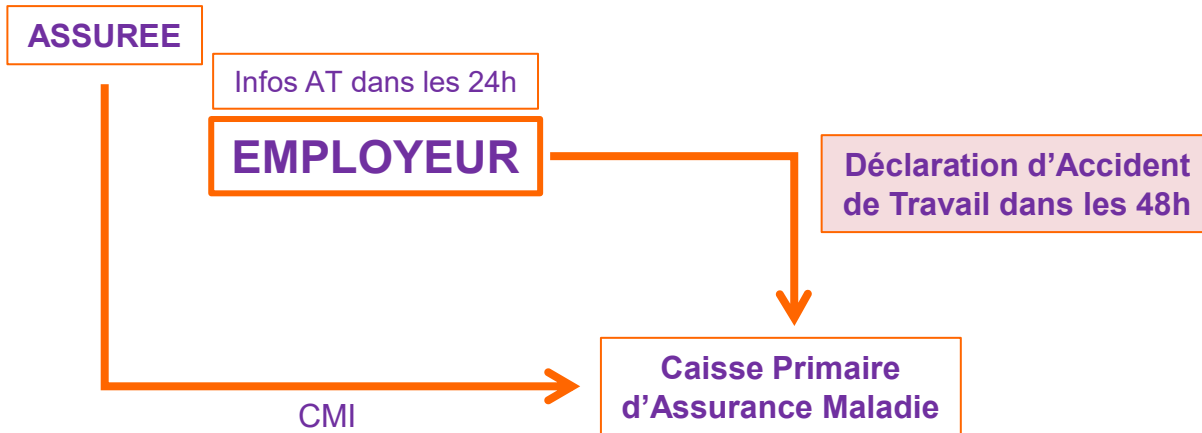 ASSUREE
Infos AT dans les 24h
EMPLOYEUR
Déclaration d’Accident
de Travail dans les 48h
Caisse Primaire
d’Assurance Maladie
CMI